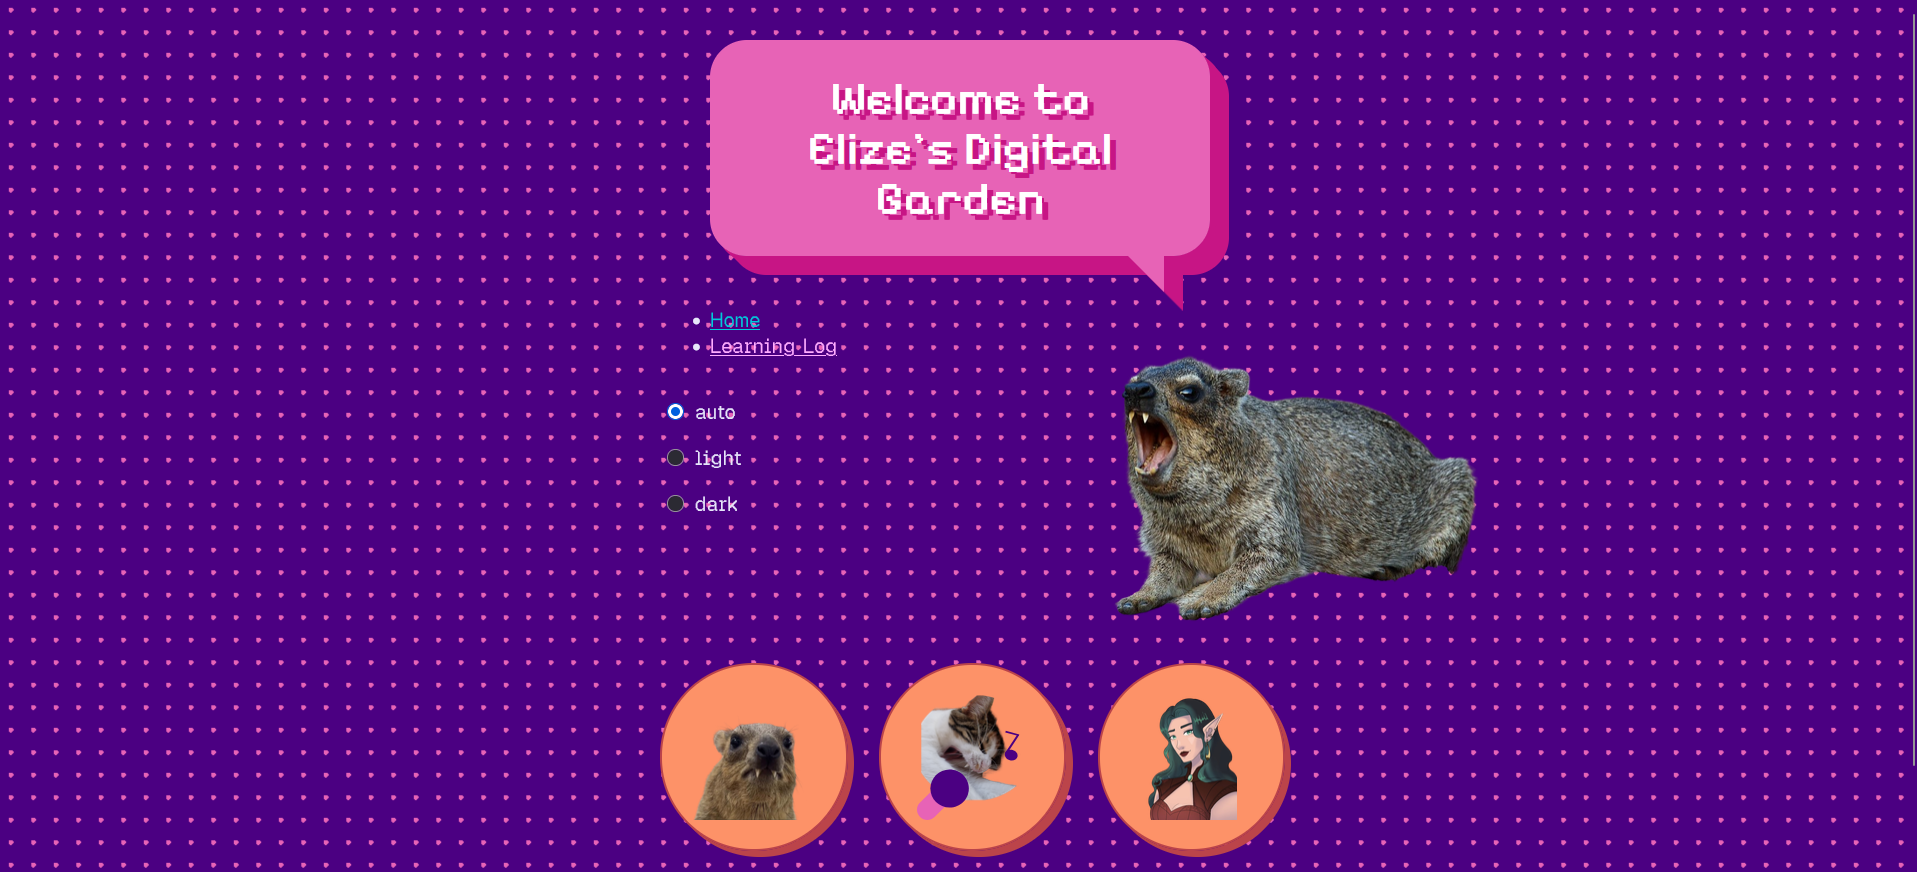 Welcome to
Elize's Digital
Garden
Home
Learning Log
auto
light
dark